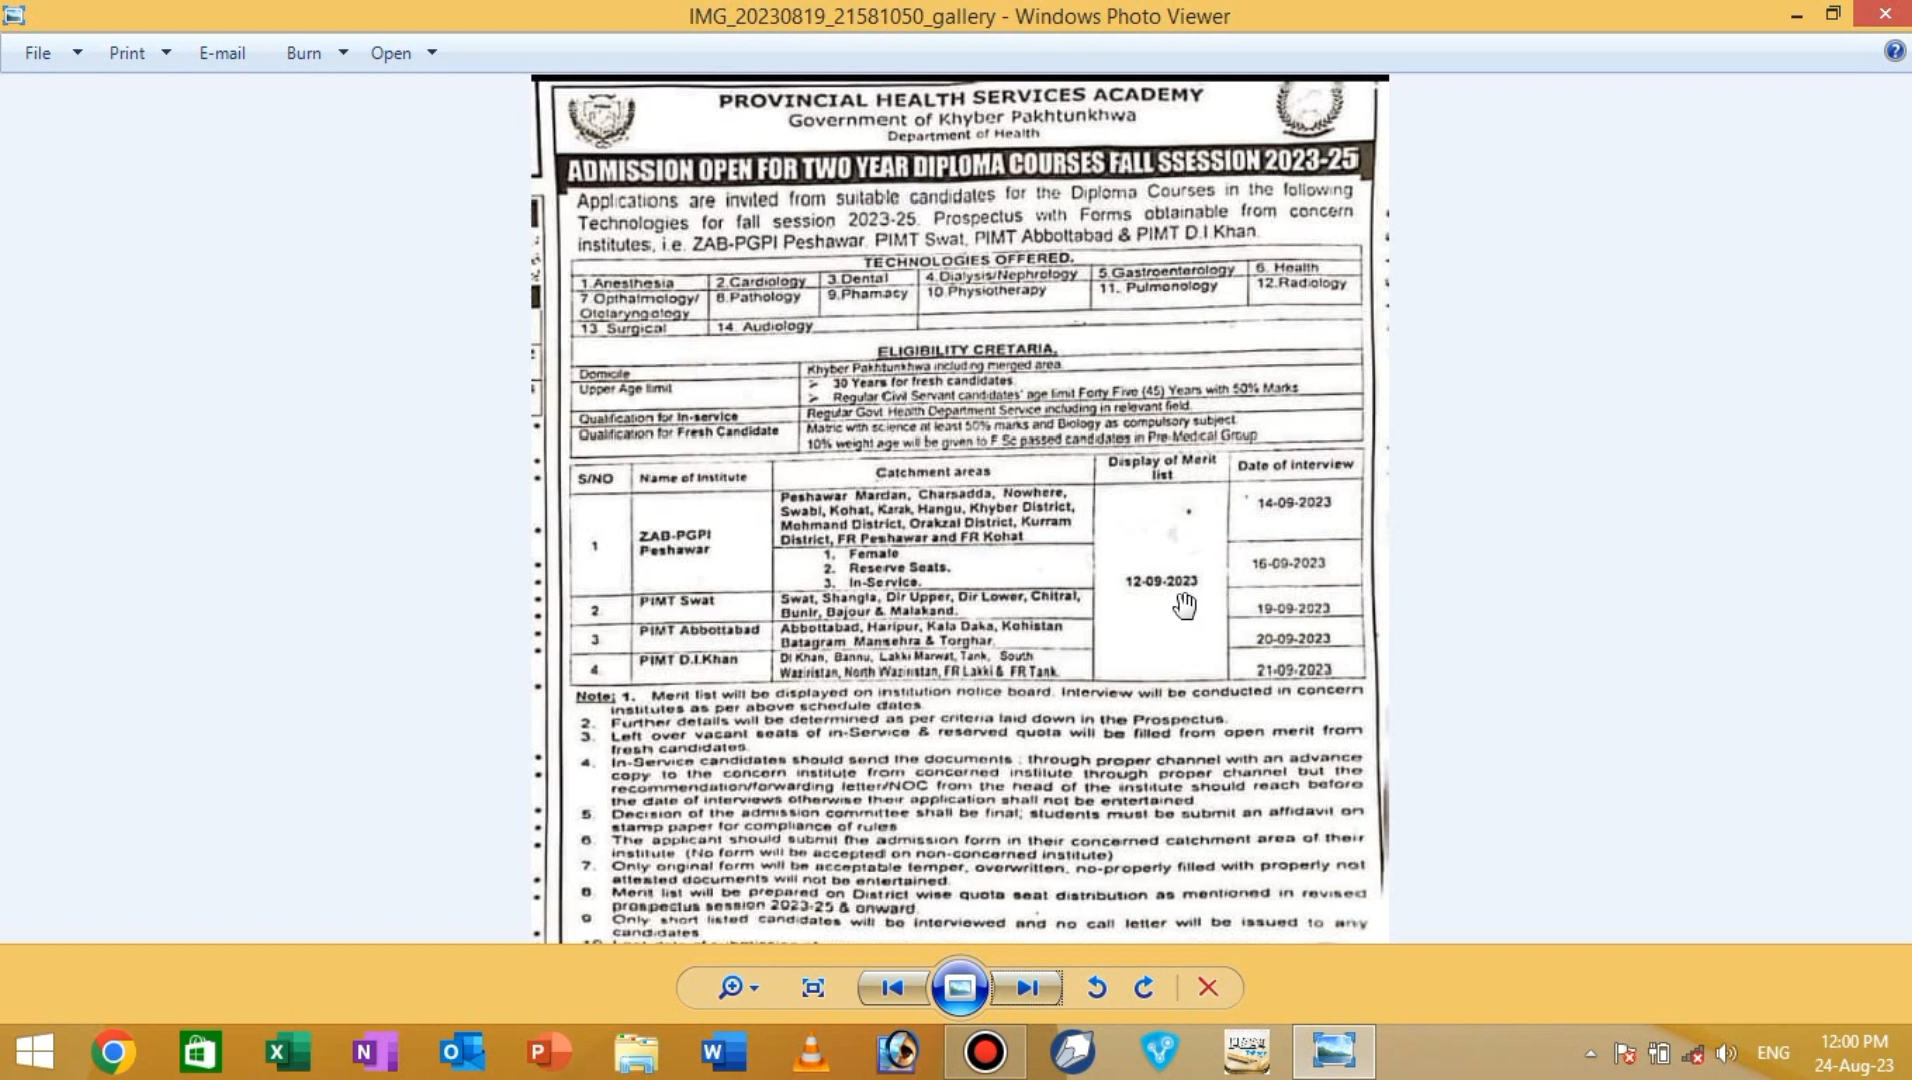 IMG_20230819_21581050_gallery - Windows Photo Viewer
File Print E-mail Burn Open
PROVINCIAL HEALTH SERVICES ACADEMY
Government of Khyber Pakhtunkhwa
Department of Health
ADMISSION OPEN FOR TWO YEAR DIPLOMA COURSES FALL SSESSION 2023-25
Applications are invited from suitable candidates for the Diploma Courses in the following
Technologies for fall session 2023-25. Prospectus with Forms obtainable from concern
institutes, i.e. ZAB-PGPI Peshawar, PIMT Swat, PIMT Abbottabad & PIMT D.I.Khan.
TECHNOLOGIES OFFERED.
1.Anesthesia 2.Cardiology 3.Dental 4.Dialysis/Nephrology 5.Gastroenterology 6. Health
7 Opthalmology/ 8.Pathology 9.Phamacy 10 Physiotherapy 11. Pulmonology 12.Radiology
Otolaryngology
13 Surgical 14. Audiology
ELIGIBILITY CRETARIA.
Domicile Khyber Pakhtunkhwa including merged area
Upper Age limit ➢ 30 Years for fresh candidates
➢ Regular Civil Servant candidates' age limit Forty Five (45) Years with 50% Marks
Qualification for In-service Regular Govt Health Department Service including in relevant field.
Qualification for Fresh Candidate Matric with science at least 50% marks and Biology as compulsory subject
10% weight age will be given to F Sc passed candidates in Pre-Medical Group
S/NO Name of Institute Catchment areas Display of Merit list Date of interview
1 ZAB-PGPI Peshawar Peshawar Mardan, Charsadda, Nowhere, 14-09-2023
Swabi, Kohat, Karak, Hangu, Khyber District,
Mohmand District, Orakzal District, Kurram
District, FR Peshawar and FR Kohat
1. Female
2. Reserve Seats. 16-09-2023
3. In-Service. 12-09-2023
2 PIMT Swat Swat, Shangla, Dir Upper, Dir Lower, Chitral, 19-09-2023
Bunir, Bajour & Malakand.
3 PIMT Abbottabad Abbottabad, Haripur, Kala Daka, Kohistan 20-09-2023
Batagram Mansehra & Torghar.
4 PIMT D.I.Khan DI Khan, Bannu, Lakki Marwat, Tank, South 21-09-2023
Waziristan, North Waziristan, FR Lakki & FR Tank.
Note: 1. Merit list will be displayed on institution notice board. Interview will be conducted in concern
institutes as per above schedule dates
2. Further details will be determined as per criteria laid down in the Prospectus.
3. Left over vacant seats of in-Service & reserved quota will be filled from open merit from
fresh candidates.
4. In-Service candidates should send the documents ; through proper channel with an advance
copy to the concern institute from concerned institute through proper channel but the
recommendation/forwarding letter/NOC from the head of the institute should reach before
the date of interviews otherwise their application shall not be entertained
5. Decision of the admission committee shall be final; students must be submit an affidavit on
stamp paper for compliance of rules
6. The applicant should submit the admission form in their concerned catchment area of their
institute (No form will be accepted on non-concerned institute)
7. Only original form will be acceptable temper, overwritten, no-properly filled with properly not
attested documents will not be entertained.
8 Merit list will be prepared on District wise quota seat distribution as mentioned in revised
prospectus session 2023-25 & onward.
9 Only short listed candidates will be interviewed and no call letter will be issued to any
candidates
ENG
12:00 PM
24-Aug-23